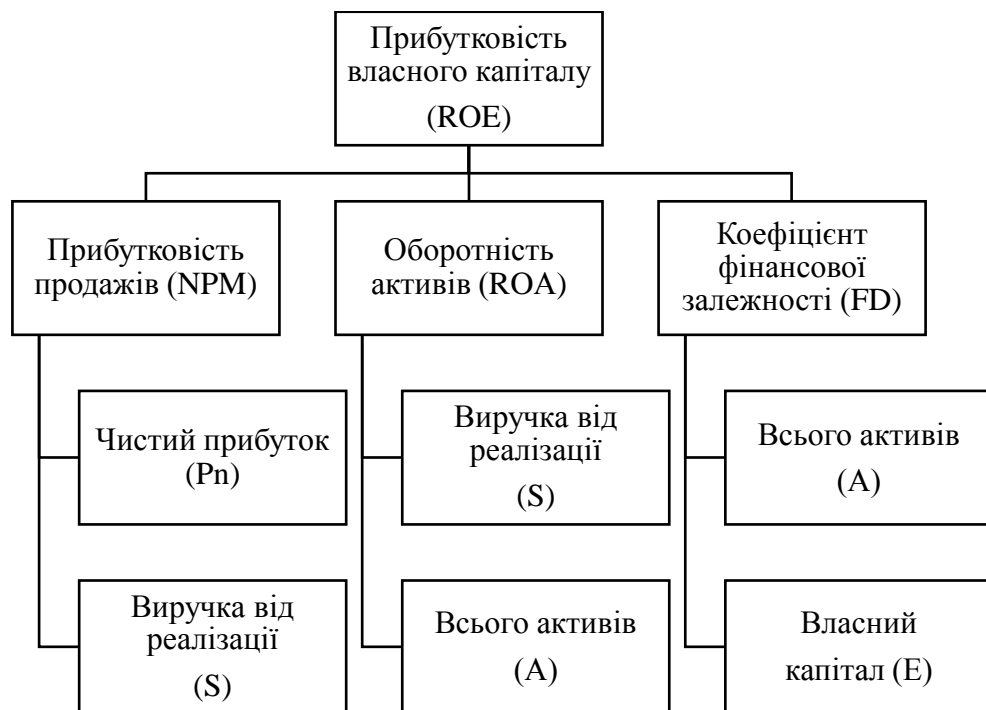 Прибутковість
власного капіталу
(ROE)
Прибутковість
продажів (NPM)
Оборотність
активів (ROA)
Коефіцієнт
фінансової
залежності (FD)
Чистий прибуток
(Pn)
Виручка від
реалізації
(S)
Всього активів
(A)
Виручка від
реалізації
(S)
Всього активів
(A)
Власний
капітал (E)